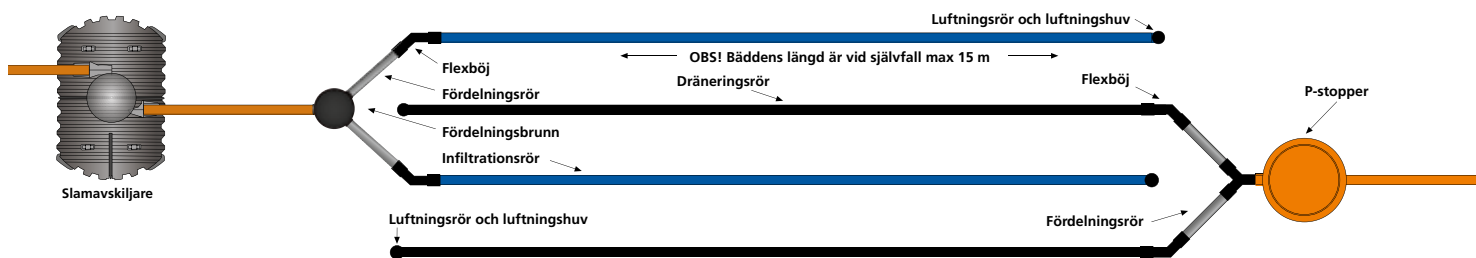 Luftningsrör och luftningshuv
OBS! Bäddens längd är vid självfall max 15 m
Flexböj
Dräneringsrör
Flexböj
Fördelningsrör
P-stopper
Fördelningsbrunn
Infiltrationsrör
Slamavskiljare
Luftningsrör och luftningshuv
Fördelningsrör